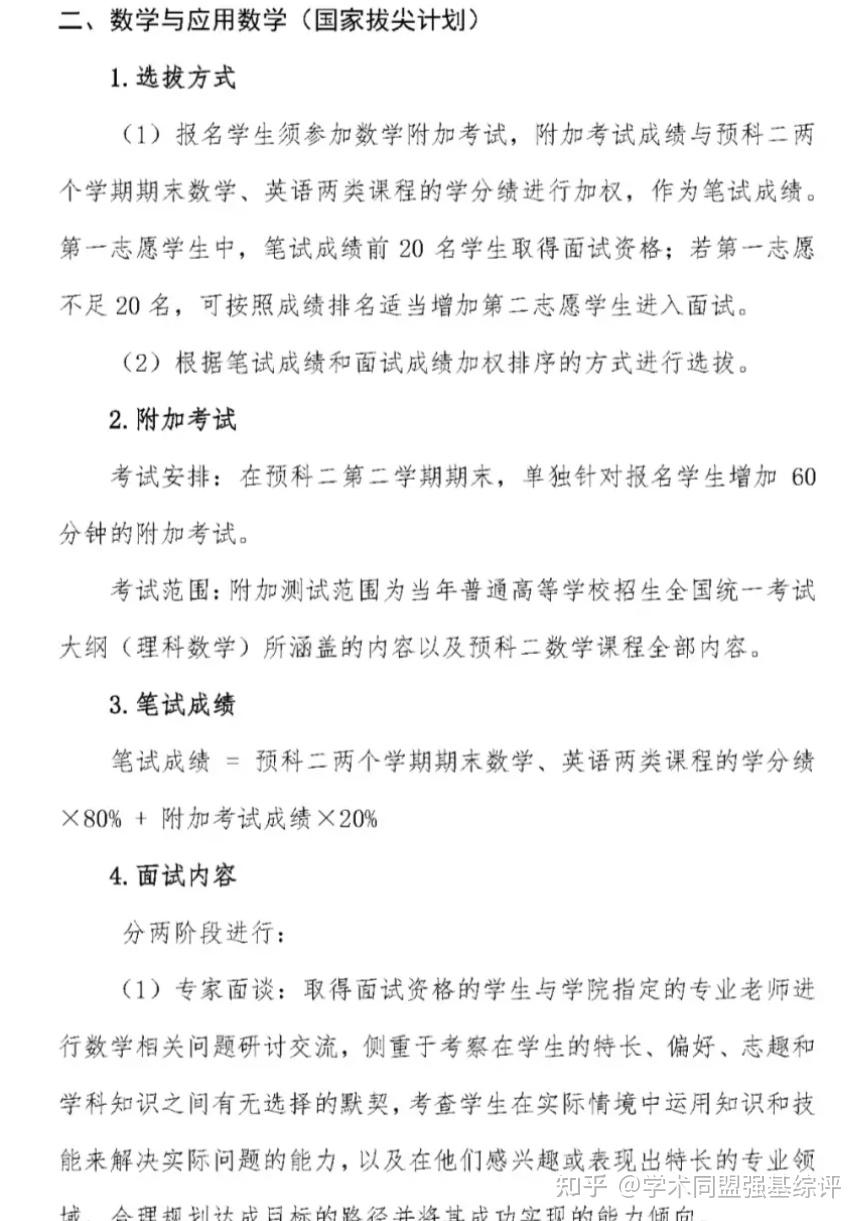 二、数学与应用数学（国家拔尖计划）
1.选拔方式
（1）报名学生须参加数学附加考试，附加考试成绩与预科二两
个学期期末数学、英语两类课程的学分绩进行加权，作为笔试成绩。
第一志愿学生中，笔试成绩前 20 名学生取得面试资格；若第一志愿
不足 20 名，可按照成绩排名适当增加第二志愿学生进入面试。
（2）根据笔试成绩和面试成绩加权排序的方式进行选拔。
2.附加考试
考试安排：在预科二第二学期期末，单独针对报名学生增加 60
分钟的附加考试。
考试范围：附加测试范围为当年普通高等学校招生全国统一考试
大纲（理科数学）所涵盖的内容以及预科二数学课程全部内容。
3.笔试成绩
笔试成绩 = 预科二两个学期期末数学、英语两类课程的学分绩
×80% + 附加考试成绩×20%
4.面试内容
分两阶段进行：
（1）专家面谈：取得面试资格的学生与学院指定的专业老师进
行数学相关问题研讨交流，侧重于考察在学生的特长、偏好、志趣和
学科知识之间有无选择的默契，考查学生在实际情境中运用知识和技
能来解决实际问题的能力，以及在他们感兴趣或表现出特长的专业领
域，合理规划达成目标的路径并将其成功实现的能力倾向。
知乎 @学术同盟强基综评